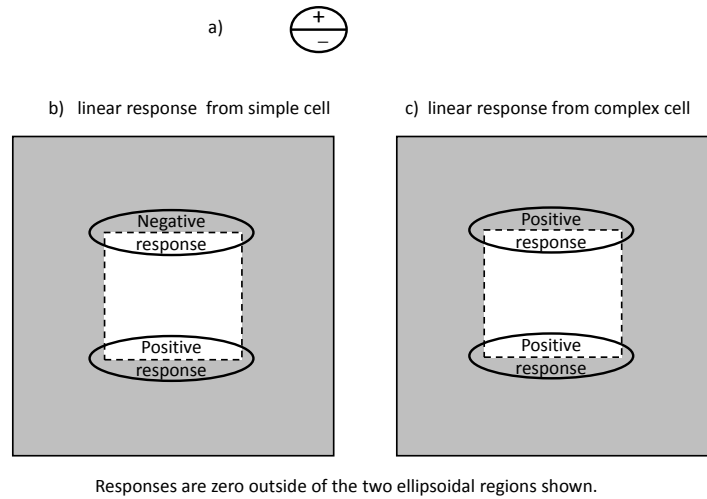 a)
+
–
b) linear response from simple cell
c) linear response from complex cell
Negative
response
Positive
response
Positive
response
Positive
response
Responses are zero outside of the two ellipsoidal regions shown.